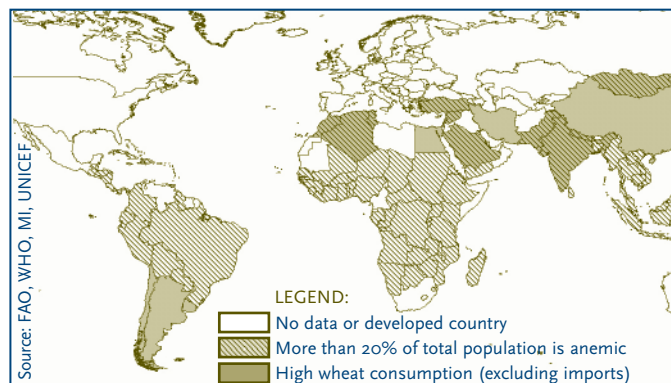 Source: FAO, WHO, MI, UNICEF
LEGEND:
No data or developed country
More than 20% of total population is anemic
High wheat consumption (excluding imports)